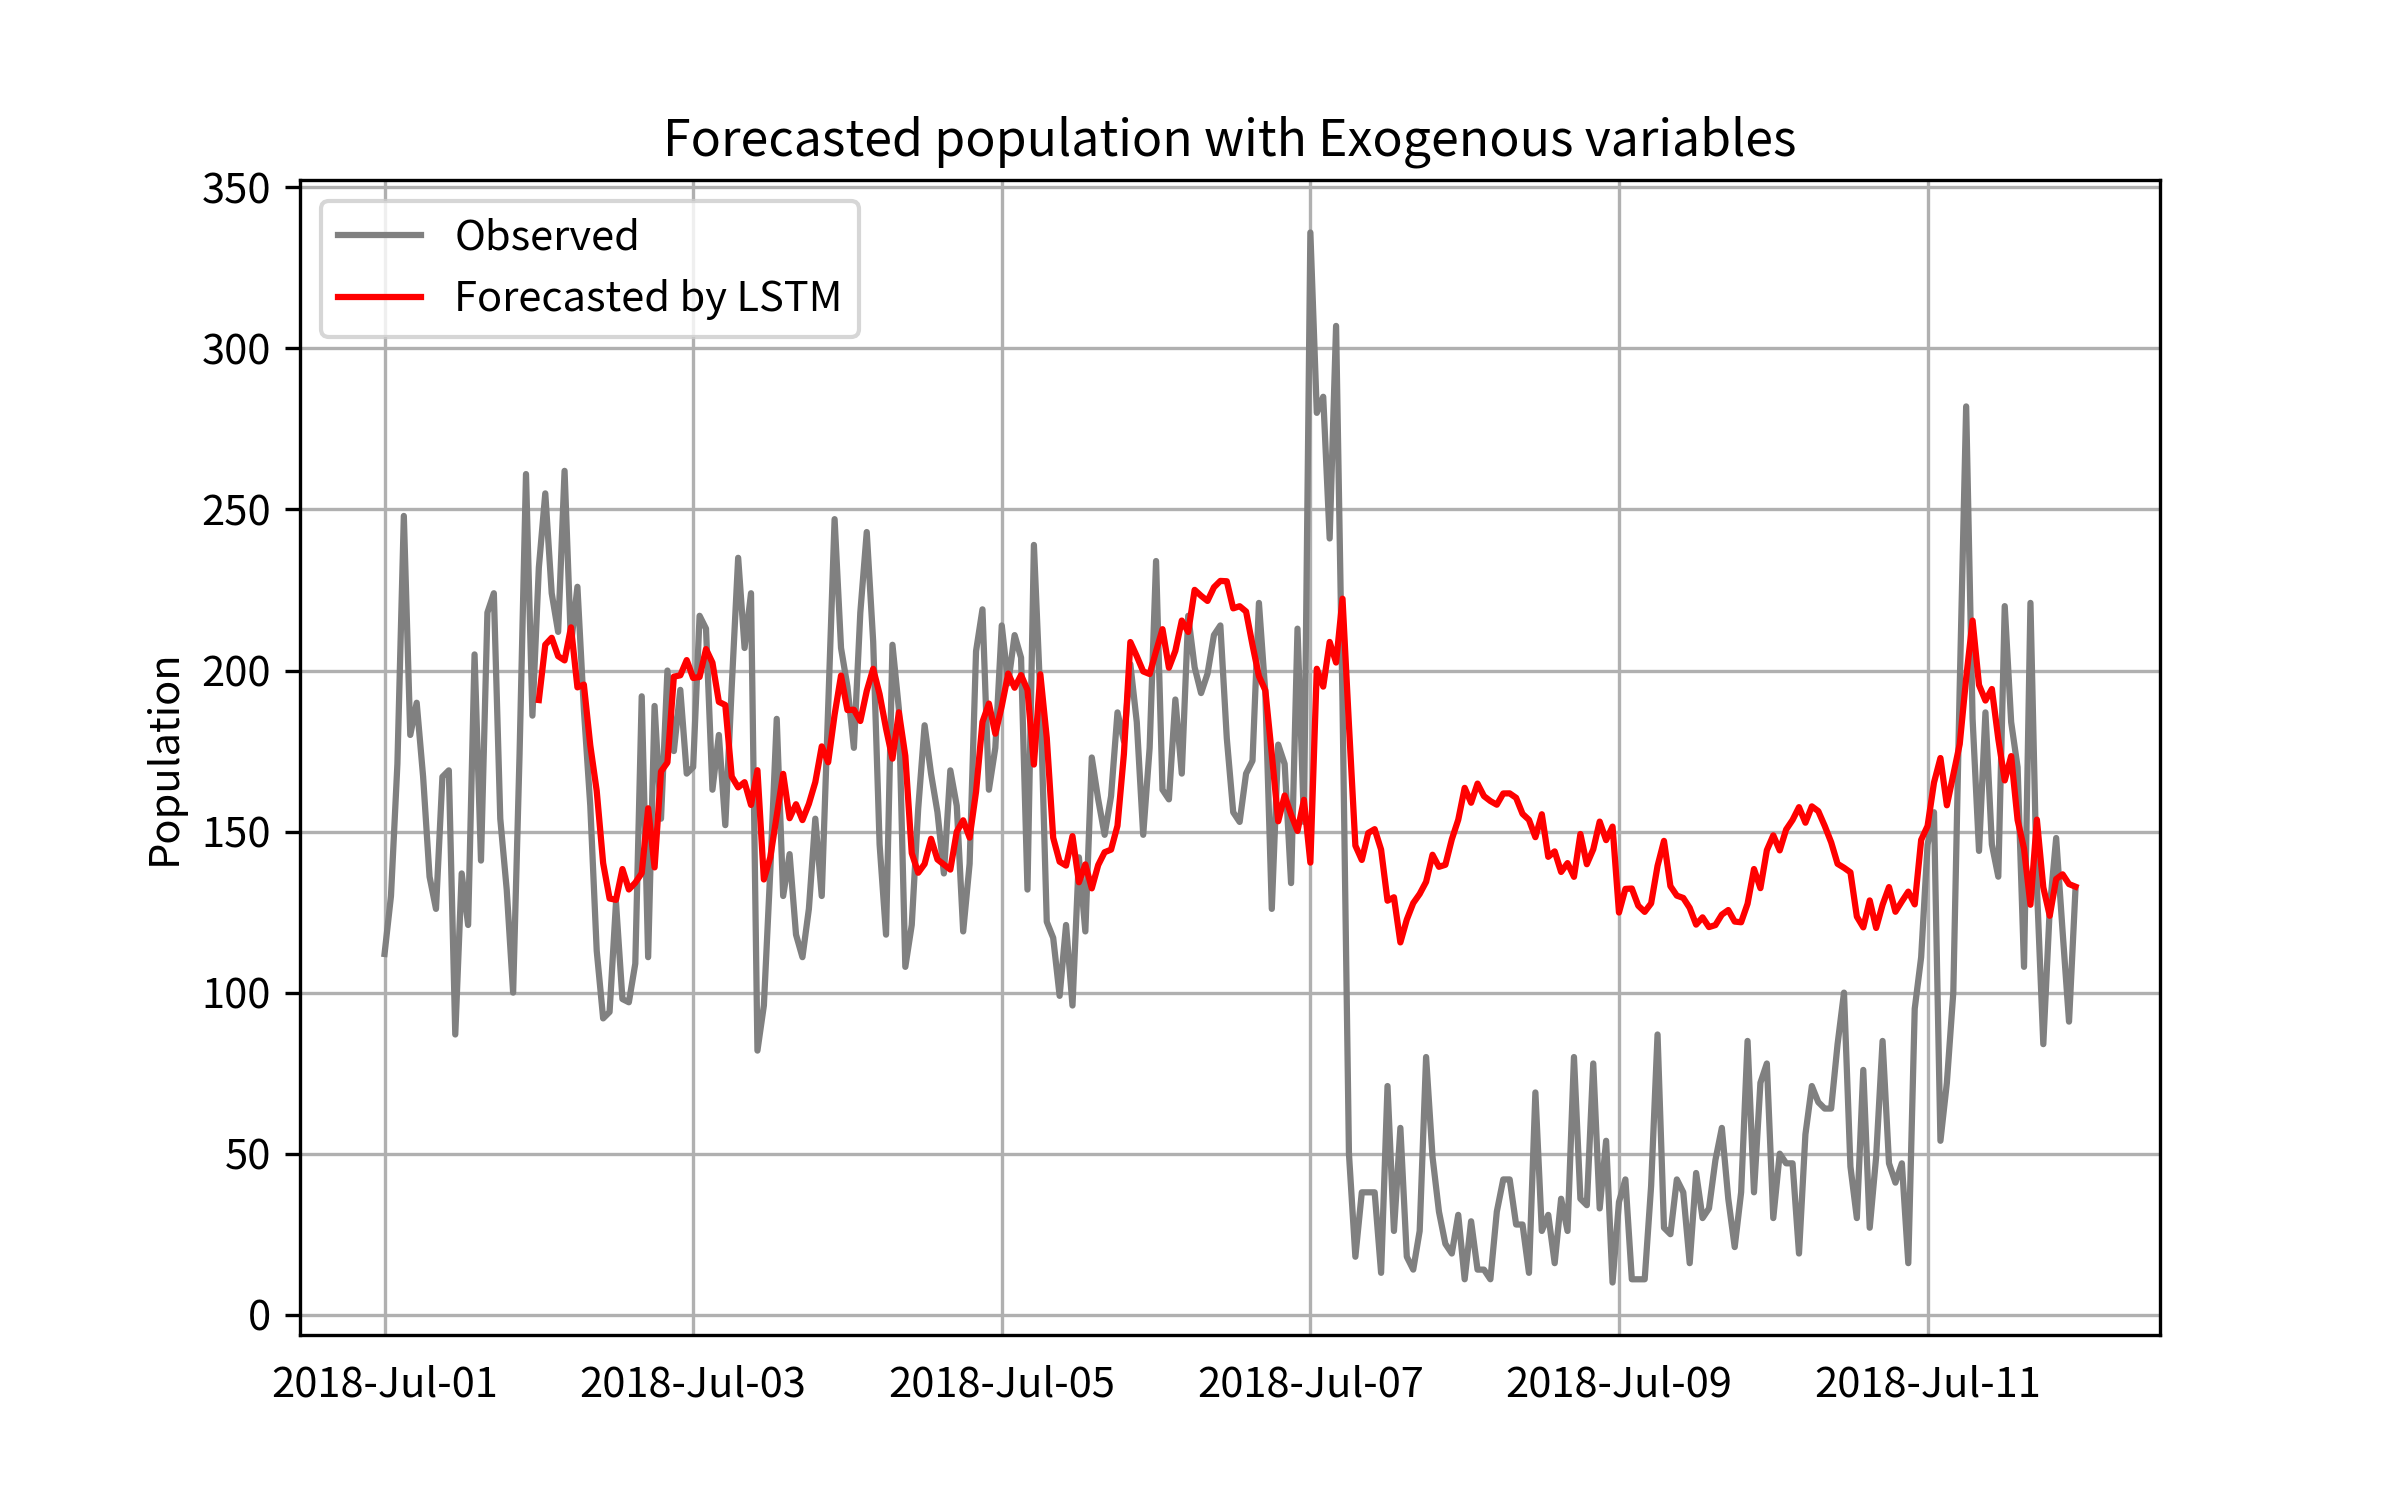 Forecasted population with Exogenous variables
Observed
Forecasted by LSTM
Population
350
300
250
200
150
100
50
0
2018-Jul-01
2018-Jul-03
2018-Jul-05
2018-Jul-07
2018-Jul-09
2018-Jul-11